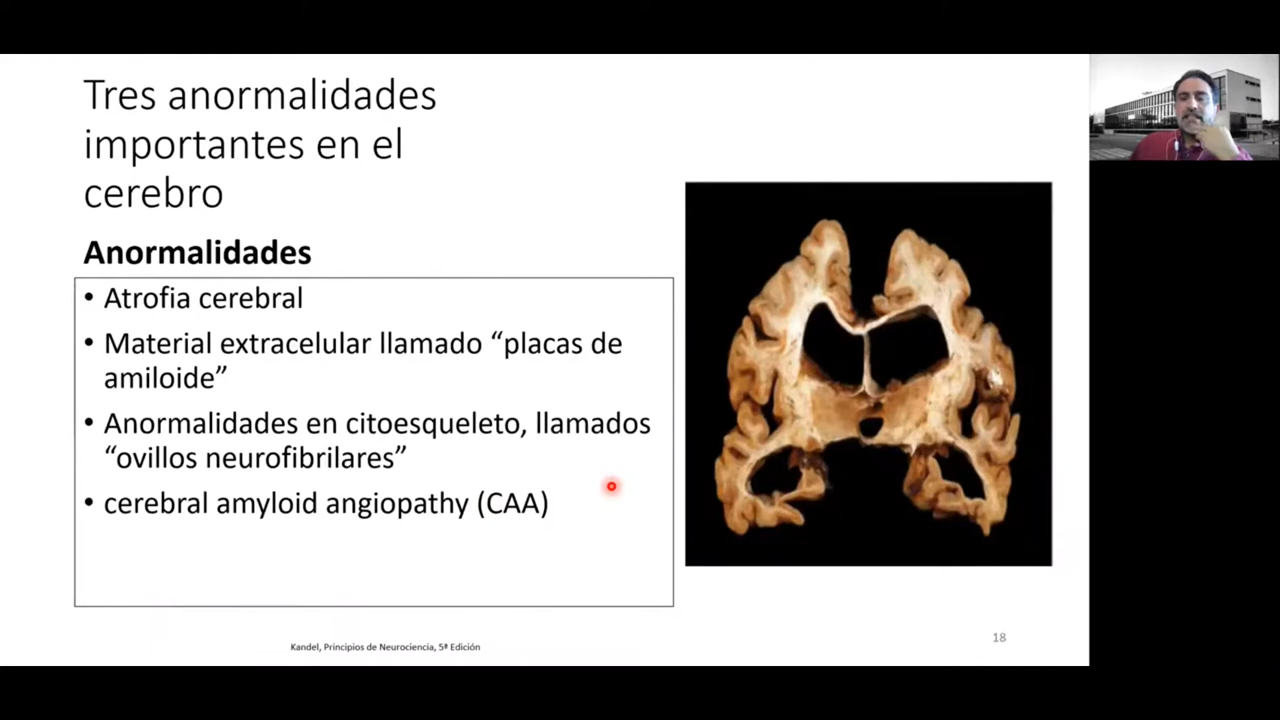 Tres anormalidades
importantes en el
cerebro
Anormalidades
• Atrofia cerebral
• Material extracelular llamado “placas de
amiloide”
• Anormalidades en citoesqueleto, llamados
“ovillos neurofibrilares”
• cerebral amyloid angiopathy (CAA)
Kandel, Principios de Neurociencia, 5ª Edición
18